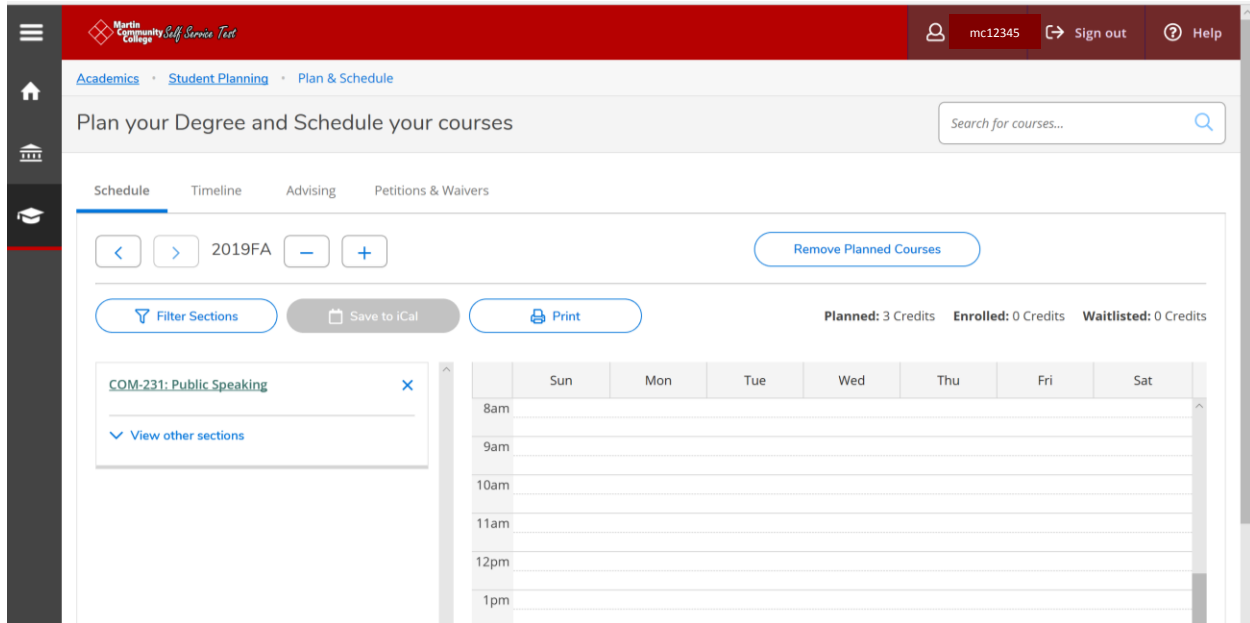 Martin
Community
College
Self Service Test
mc12345
Sign out
Help
Academics · Student Planning · Plan & Schedule
Plan your Degree and Schedule your courses
Search for courses...
Schedule Timeline Advising Petitions & Waivers
2019FA
Remove Planned Courses
Filter Sections Save to iCal Print Planned: 3 Credits Enrolled: 0 Credits Waitlisted: 0 Credits
COM-231: Public Speaking
View other sections
Sun Mon Tue Wed Thu Fri Sat
8am
9am
10am
11am
12pm
1pm